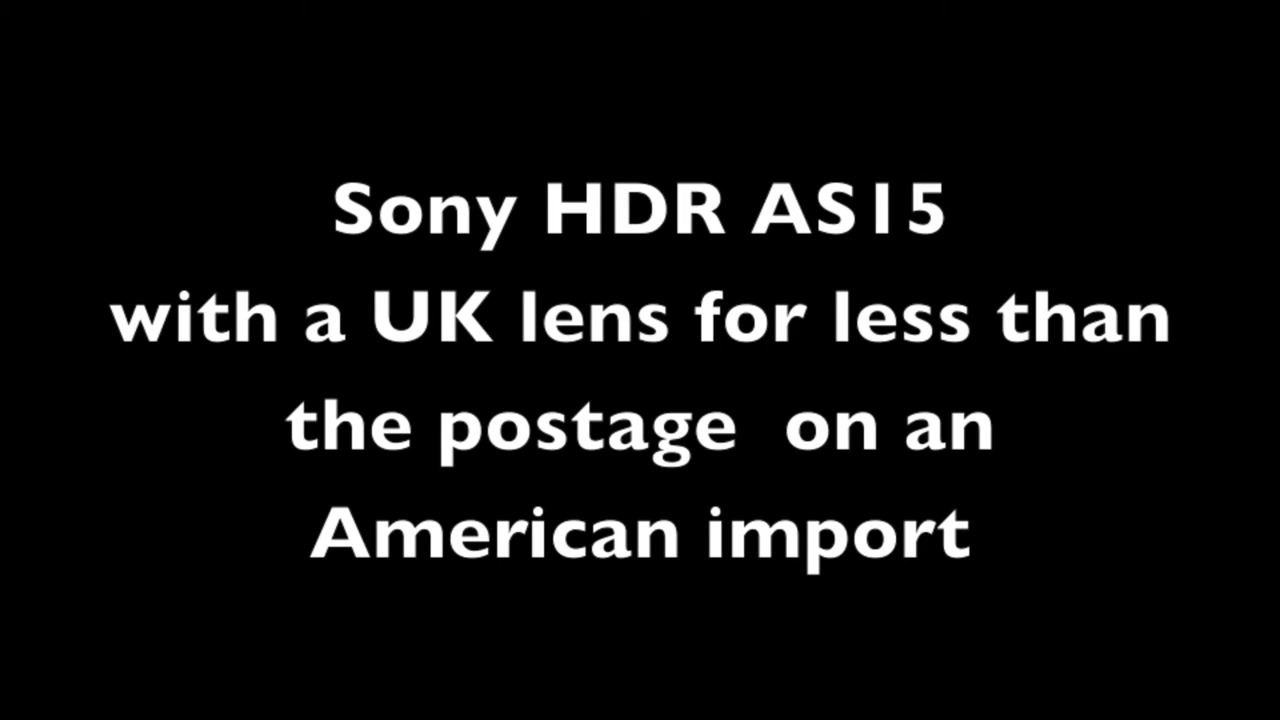 Sony HDR AS15
with a UK lens for less than
the postage  on an
American import